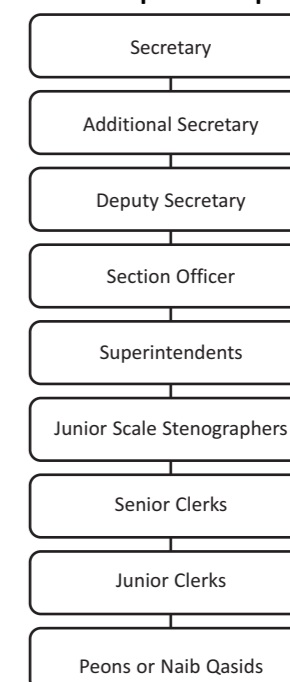 Secretary
Additional Secretary
Deputy Secretary
Section Officer
Superintendents
Junior Scale Stenographers
Senior Clerks
Junior Clerks
Peons or Naib Qasids